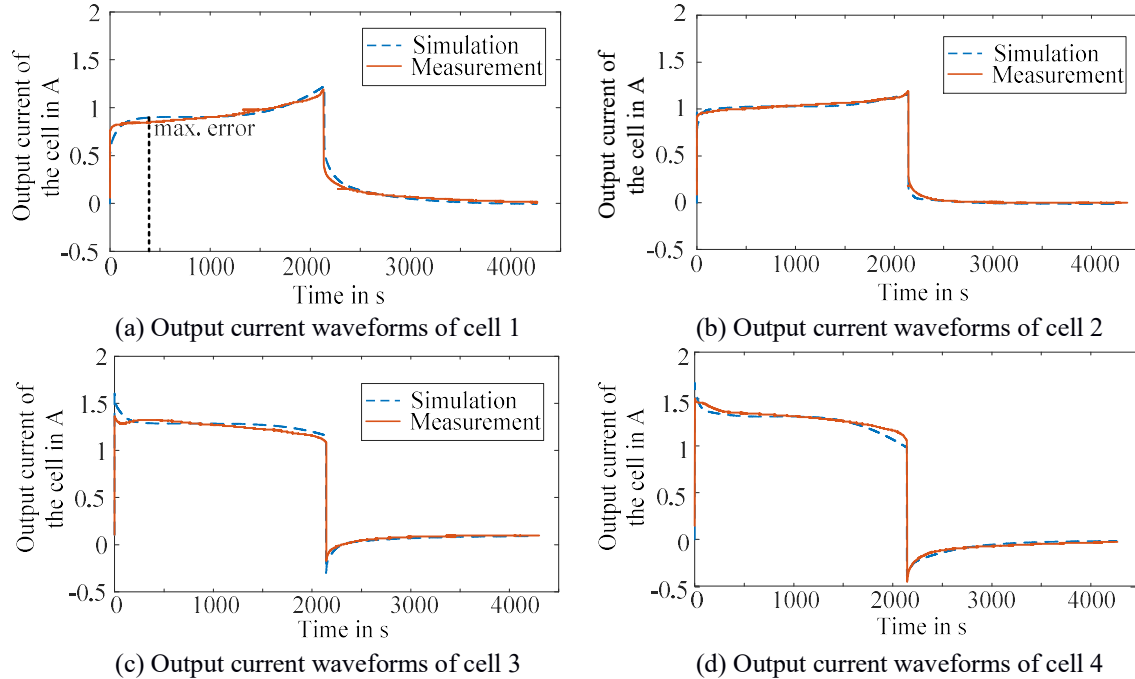 2
1.5
1
0.5
0
-0.5
Output current of
the cell in A
Simulation
Measurement
max. error
0 1000 2000 3000 4000
Time in s
(a) Output current waveforms of cell 1
2
1.5
1
0.5
0
-0.5
Output current of
the cell in A
Simulation
Measurement
0 1000 2000 3000 4000
Time in s
(b) Output current waveforms of cell 2
2
1.5
1
0.5
0
-0.5
Output current of
the cell in A
Simulation
Measurement
0 1000 2000 3000 4000
Time in s
(c) Output current waveforms of cell 3
2
1.5
1
0.5
0
-0.5
Output current of
the cell in A
0 1000 2000 3000 4000
Time in s
(d) Output current waveforms of cell 4